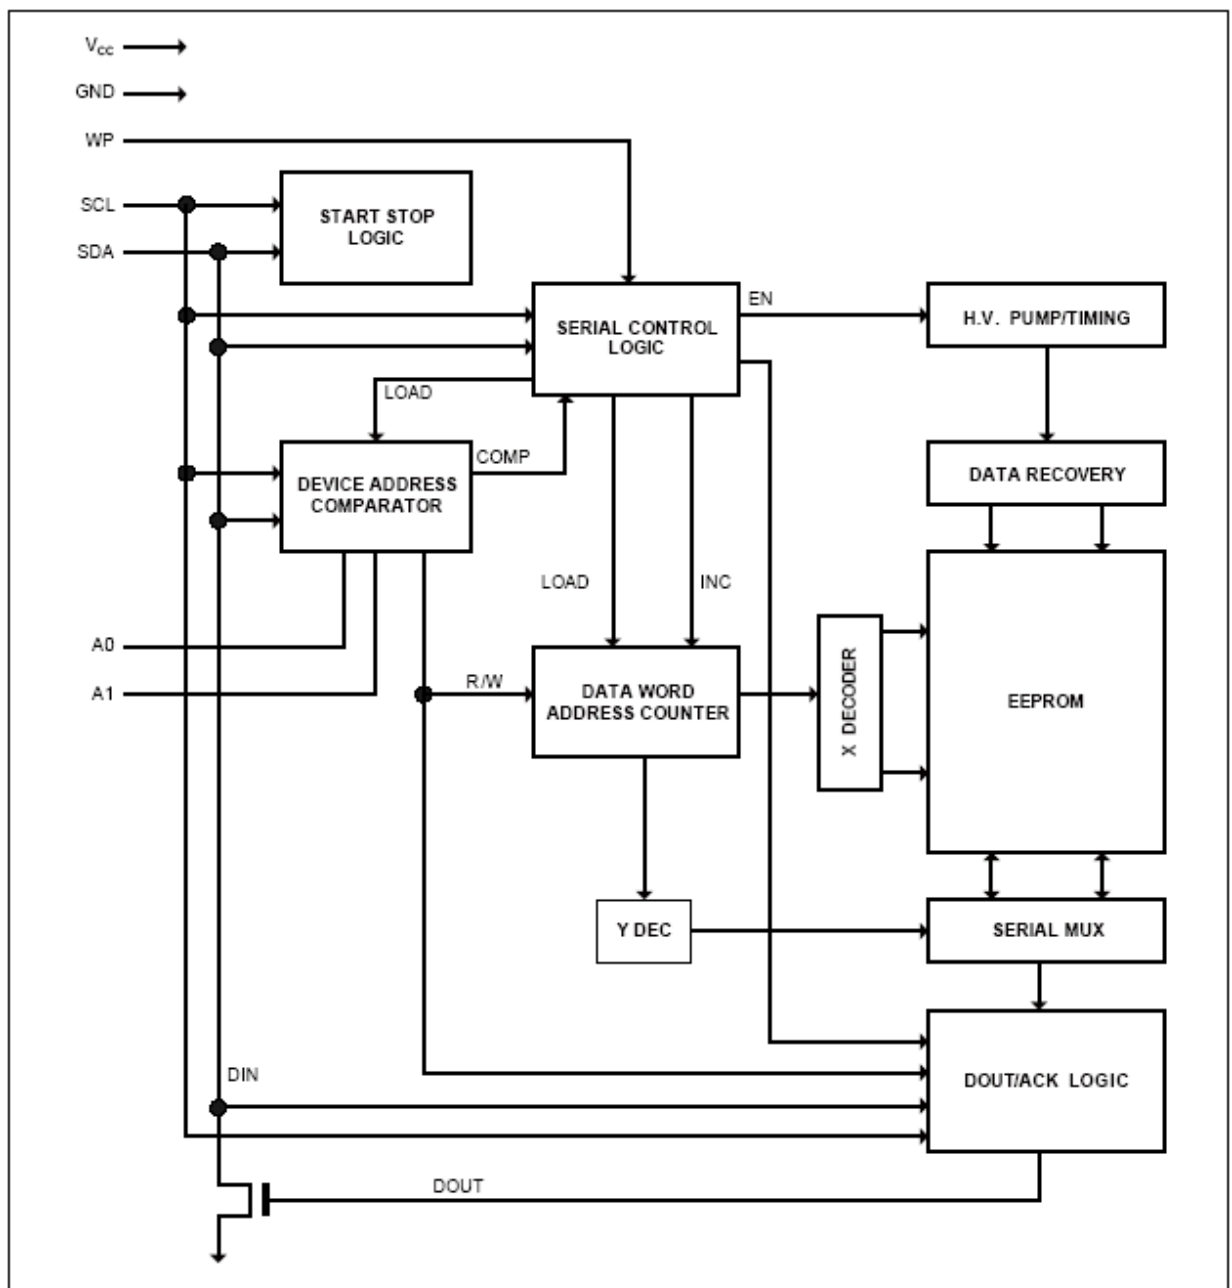 Vcc
GND
WP
SCL
SDA
START STOP
LOGIC
SERIAL CONTROL
LOGIC
EN
H.V. PUMP/TIMING
LOAD
COMP
DEVICE ADDRESS
COMPARATOR
DATA RECOVERY
LOAD
INC
A0
A1
R/W
DATA WORD
ADDRESS COUNTER
X DECODER
EEPROM
Y DEC
SERIAL MUX
DIN
DOUT/ACK LOGIC
DOUT